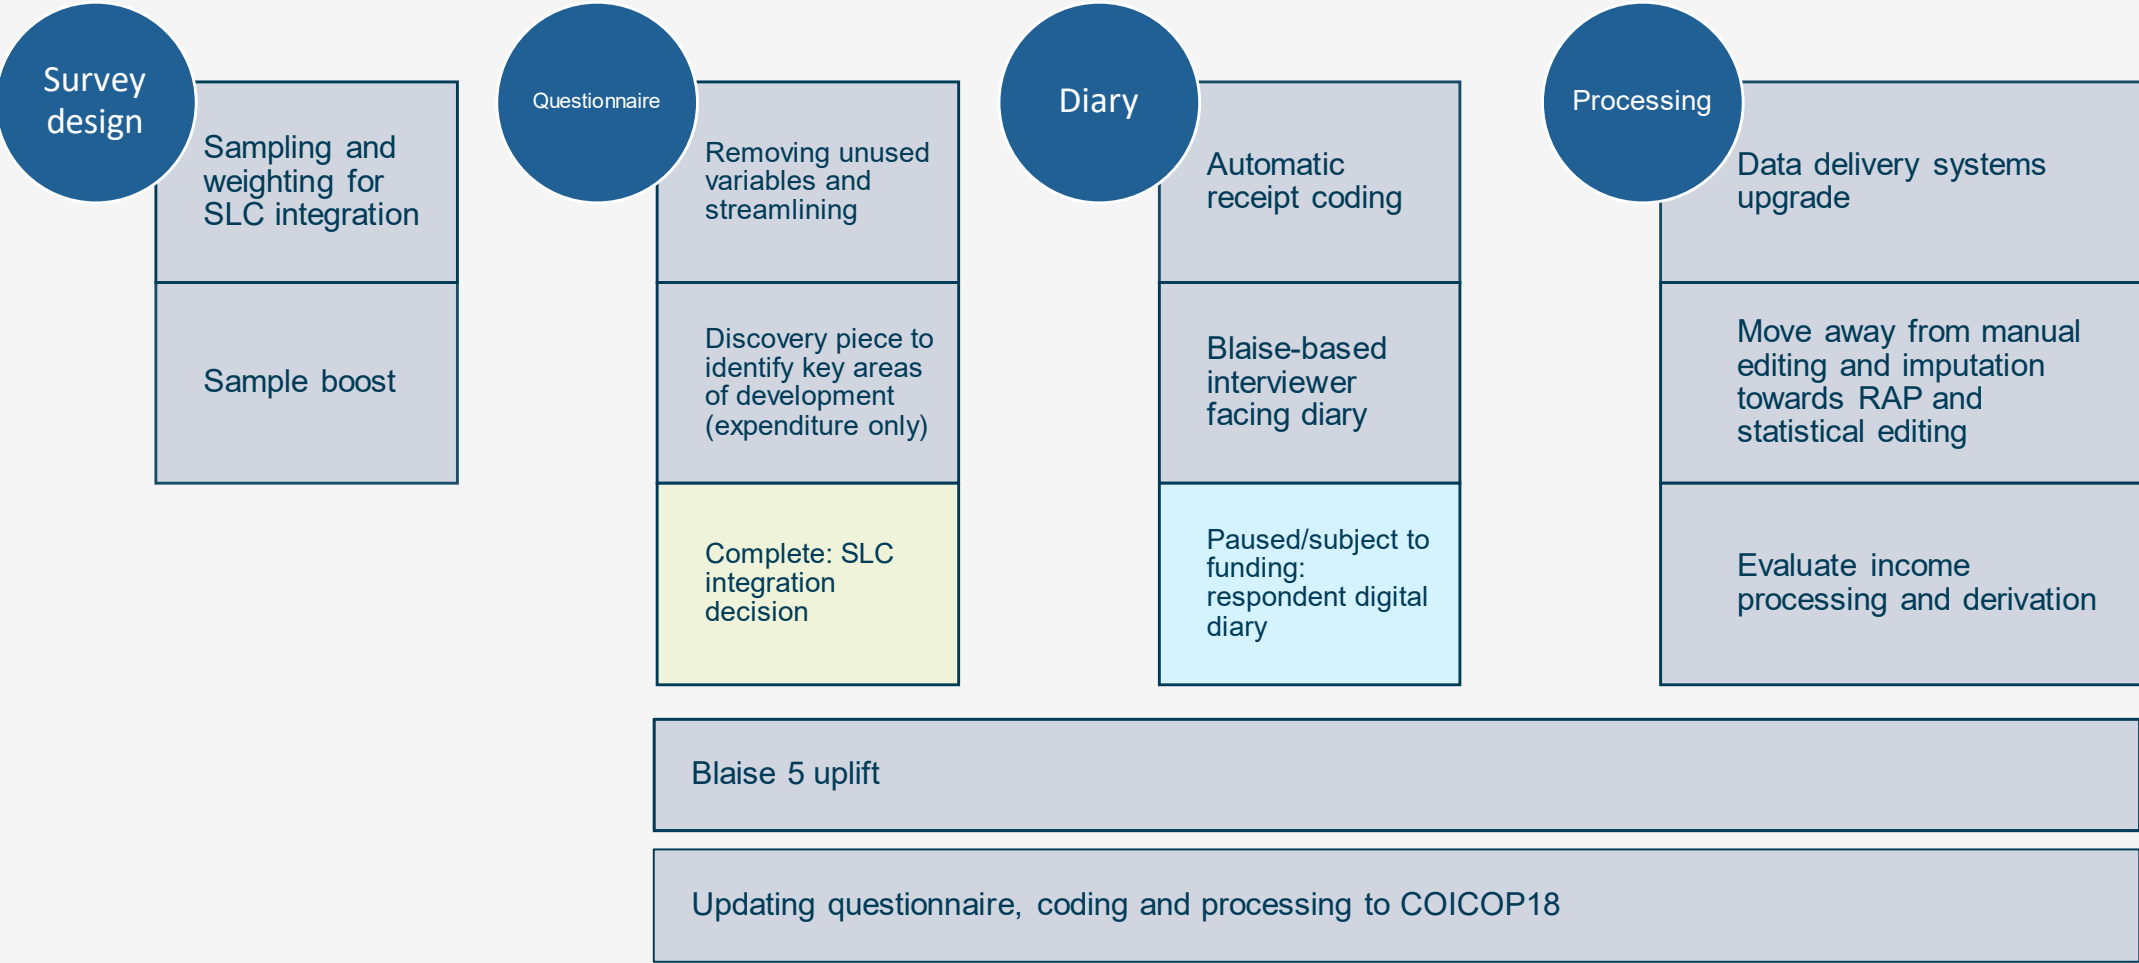 Survey
design
Sampling and
weighting for
SLC integration
Sample boost
Questionnaire
Removing unused
variables and
streamlining
Discovery piece to
identify key areas
of development
(expenditure only)
Complete: SLC
integration
decision
Diary
Automatic
receipt coding
Blaise-based
interviewer
facing diary
Paused/subject to
funding:
respondent digital
diary
Processing
Data delivery systems
upgrade
Move away from manual
editing and imputation
towards RAP and
statistical editing
Evaluate income
processing and derivation
Blaise 5 uplift
Updating questionnaire, coding and processing to COICOP18